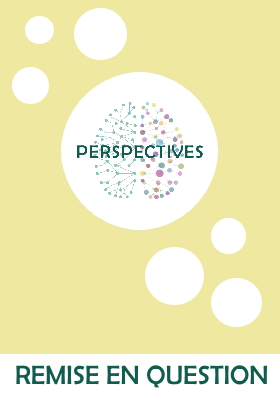 PERSPECTIVES
REMISE EN QUESTION